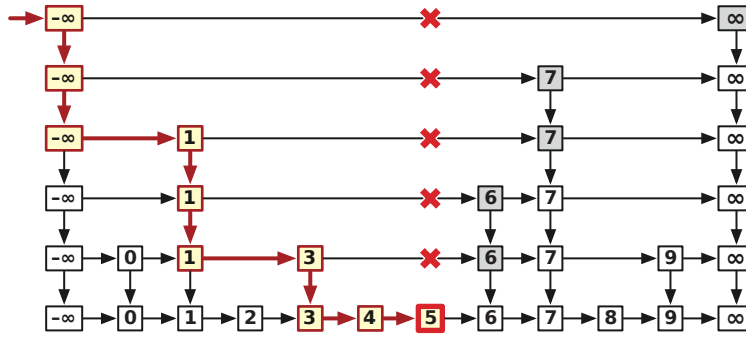 -∞ ∞
-∞ 7 ∞
-∞ 1 7 ∞
-∞ 1 6 7 ∞
-∞ 0 1 3 6 7 9 ∞
-∞ 0 1 2 3 4 5 6 7 8 9 ∞